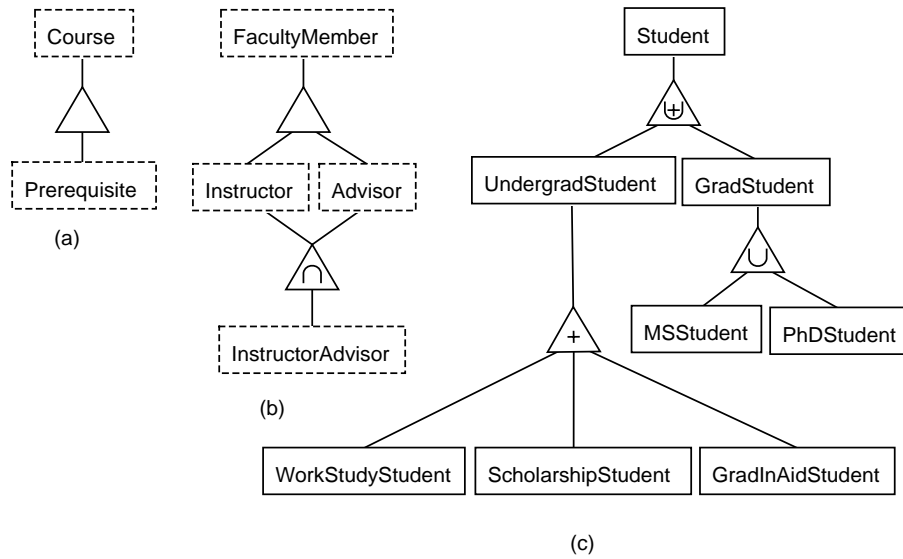 Course
Prerequisite
(a)
FacultyMember
Instructor
Advisor
∩
InstructorAdvisor
(b)
Student
⊎
UndergradStudent
GradStudent
∪
MSStudent
PhDStudent
+
WorkStudyStudent
ScholarshipStudent
GradInAidStudent
(c)